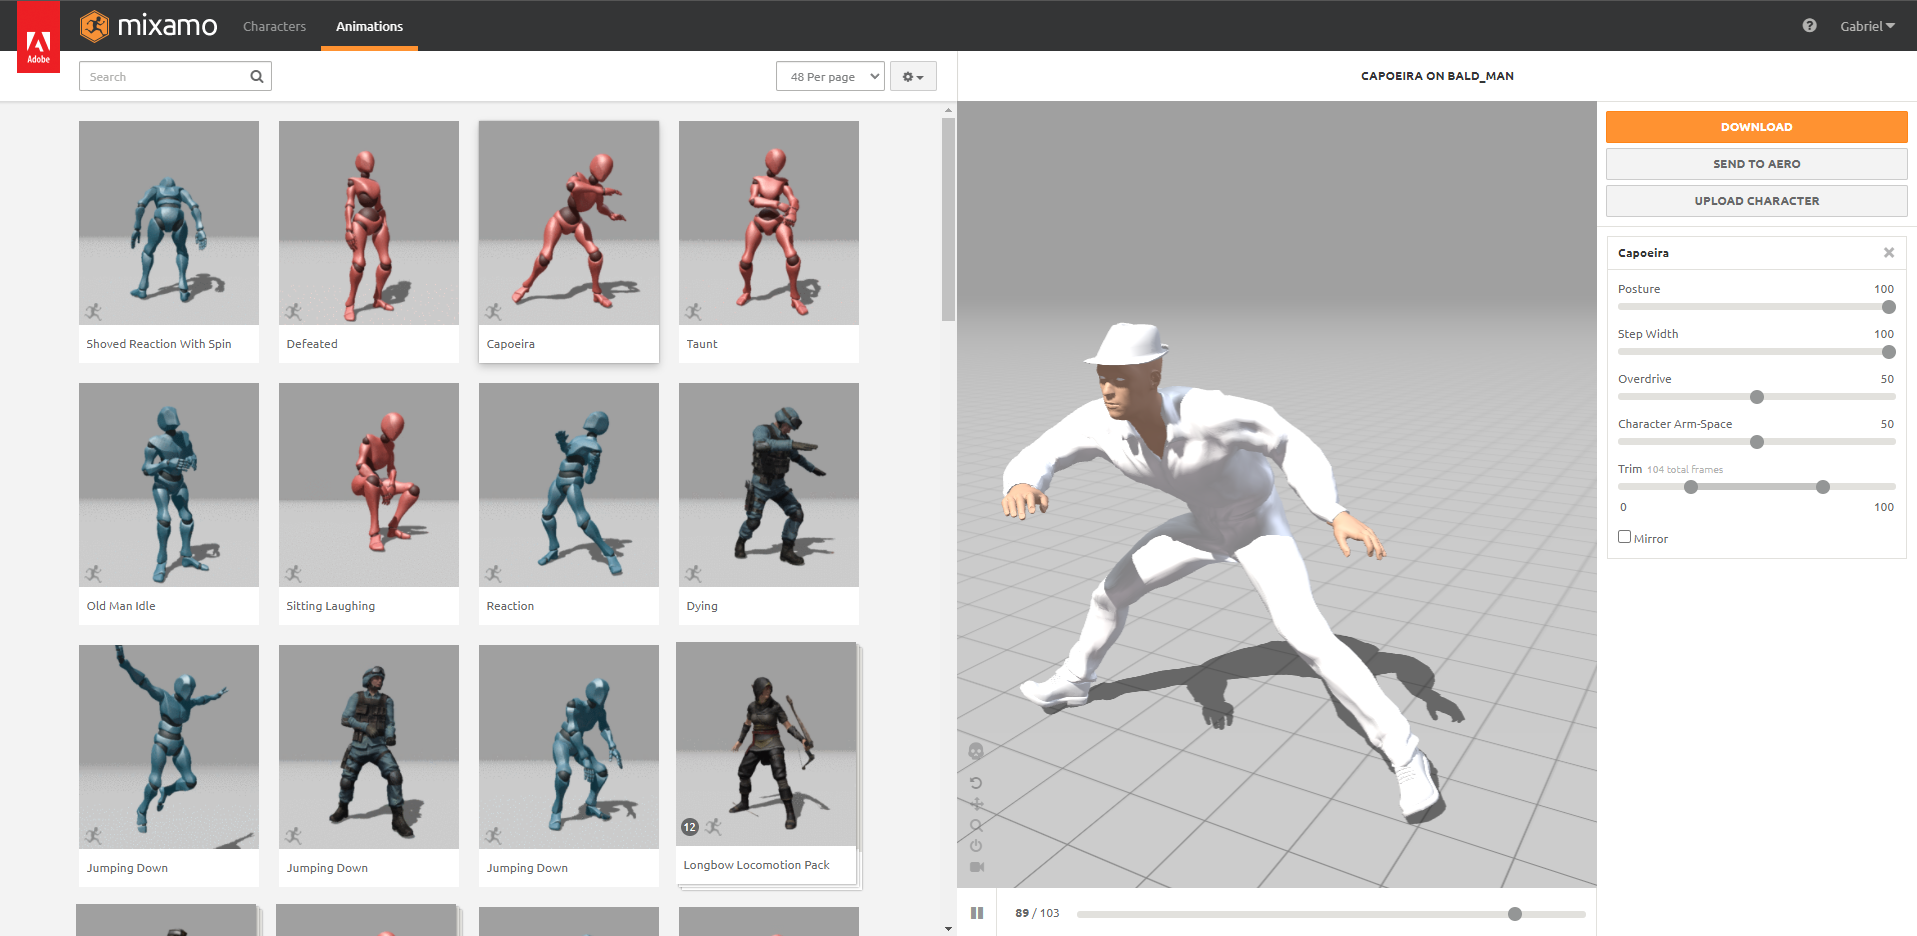 Adobe
mixamo
Characters
Animations
Gabriel
Search
48 Per page
CAPOEIRA ON BALD_MAN
DOWNLOAD
SEND TO AERO
UPLOAD CHARACTER
Shoved Reaction With Spin
Defeated
Capoeira
Taunt
Old Man Idle
Sitting Laughing
Reaction
Dying
Jumping Down
Jumping Down
Jumping Down
12
Longbow Locomotion Pack
Capoeira
Posture 100
Step Width 100
Overdrive 50
Character Arm-Space 50
Trim 104 total frames
0 100
Mirror
89 / 103